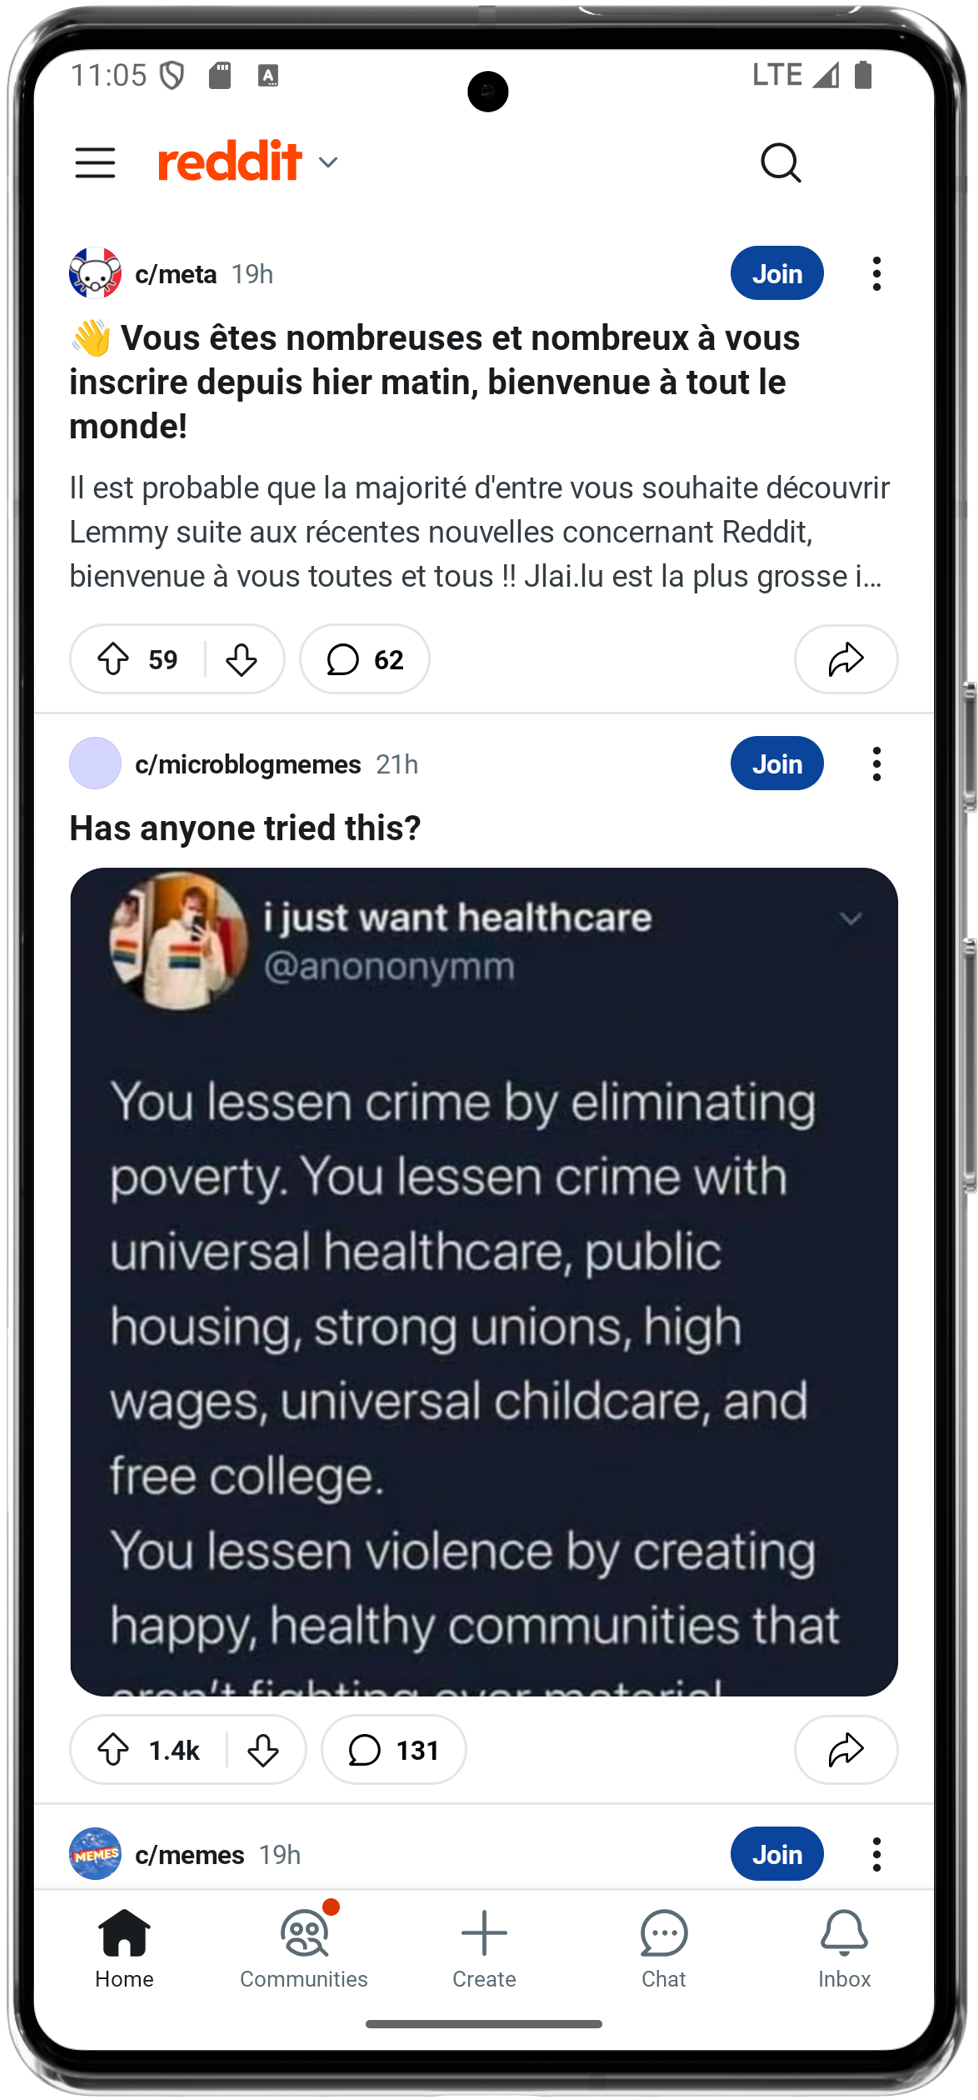 11:05
LTE
reddit
c/meta 19h
Join
👋 Vous êtes nombreuses et nombreux à vous
inscrire depuis hier matin, bienvenue à tout le
monde!
Il est probable que la majorité d'entre vous souhaite découvrir
Lemmy suite aux récentes nouvelles concernant Reddit,
bienvenue à vous toutes et tous !! Jlai.lu est la plus grosse i...
59
62
c/microblogmemes 21h
Join
Has anyone tried this?
i just want healthcare
@anononymm
You lessen crime by eliminating
poverty. You lessen crime with
universal healthcare, public
housing, strong unions, high
wages, universal childcare, and
free college.
You lessen violence by creating
happy, healthy communities that
aren't fighting over material
1.4k
131
MEMES
c/memes 19h
Join
Home
Communities
Create
Chat
Inbox